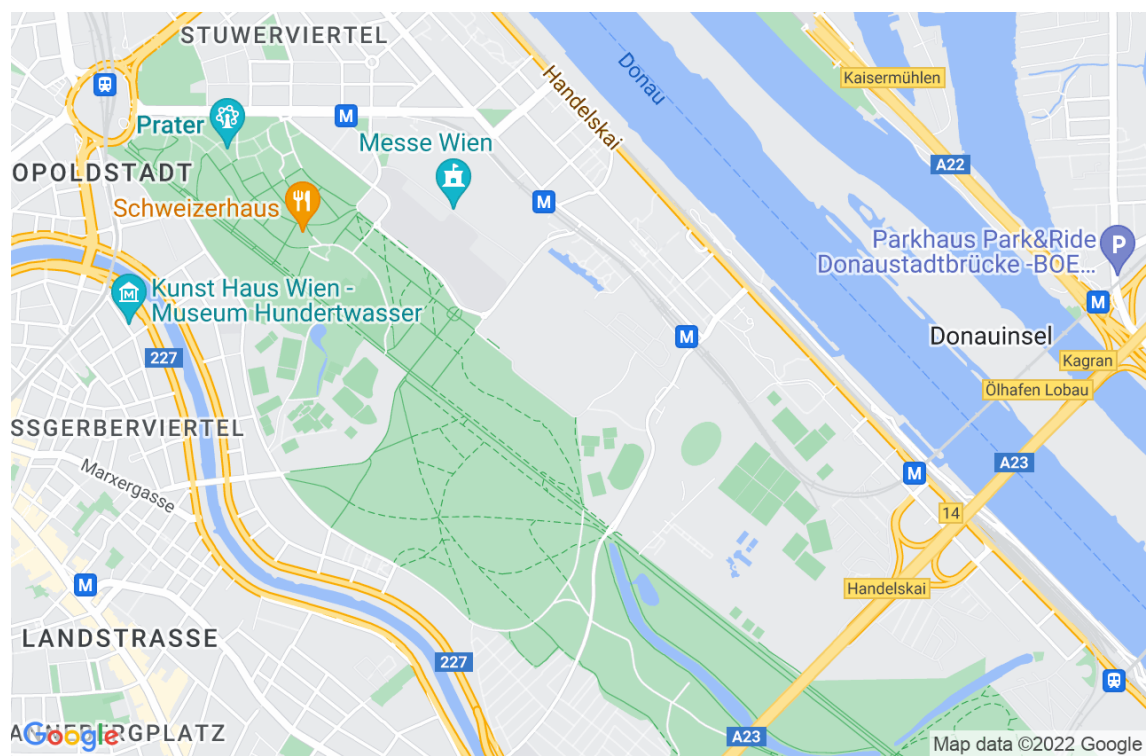 STUWERVIERTEL
Kaisermühlen
Donau
Handelskai
Prater
M
Messe Wien
A22
OPOLDSTADT
Schweizerhaus
M
P
Parkhaus Park&Ride
Donaustadtbrücke -BOE...
Kunst Haus Wien -
Museum Hundertwasser
M
Donauinsel
M
227
Kagran
Ölhafen Lobau
SSGERBERVIERTEL
Marxergasse
A23
M
14
M
Handelskai
LANDSTRASSE
227
A23
Google
Map data ©2022 Google